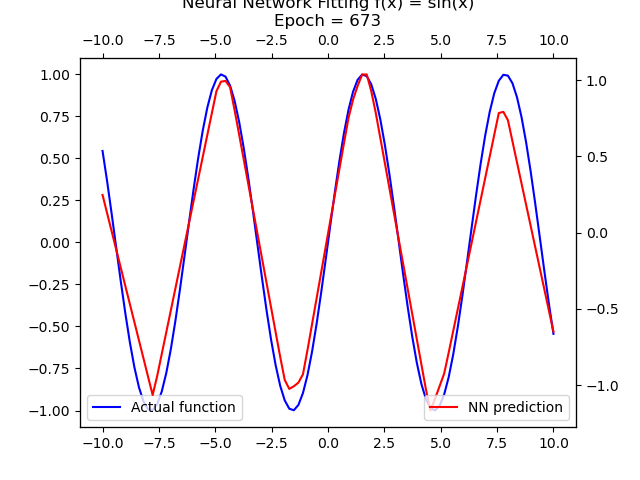 Neural Network Fitting f(x) = sin(x)
Epoch = 673
−10.0 −7.5 −5.0 −2.5 0.0 2.5 5.0 7.5 10.0
1.00
0.75
0.50
0.25
0.00
−0.25
−0.50
−0.75
−1.00
1.0
0.5
0.0
−0.5
−1.0
Actual function
NN prediction
−10.0 −7.5 −5.0 −2.5 0.0 2.5 5.0 7.5 10.0